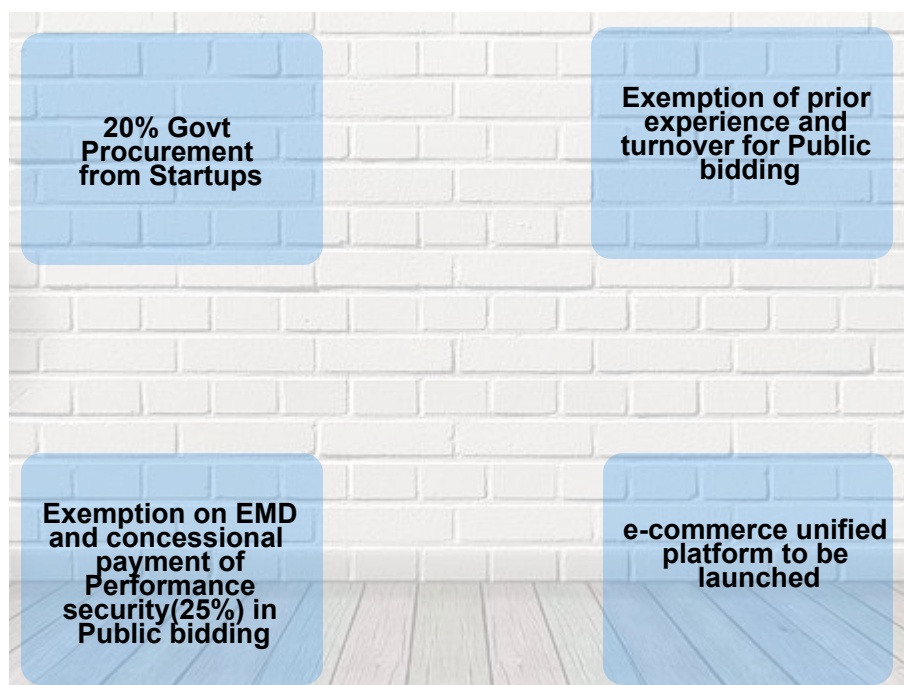 20% Govt
Procurement
from Startups
Exemption of prior
experience and
turnover for Public
bidding
Exemption on EMD
and concessional
payment of
Performance
security(25%) in
Public bidding
e-commerce unified
platform to be
launched